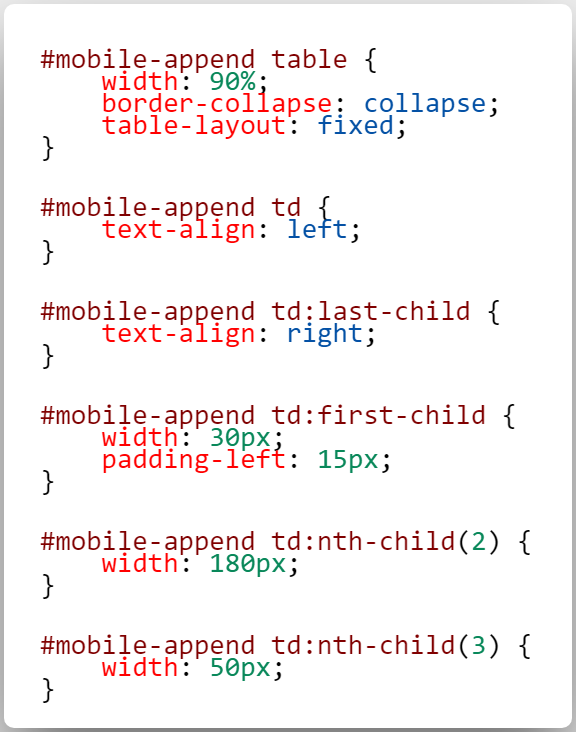 #mobile-append table {
    width: 90%;
    border-collapse: collapse;
    table-layout: fixed;
}
#mobile-append td {
    text-align: left;
}
#mobile-append td:last-child {
    text-align: right;
}
#mobile-append td:first-child {
    width: 30px;
    padding-left: 15px;
}
#mobile-append td:nth-child(2) {
    width: 180px;
}
#mobile-append td:nth-child(3) {
    width: 50px;
}